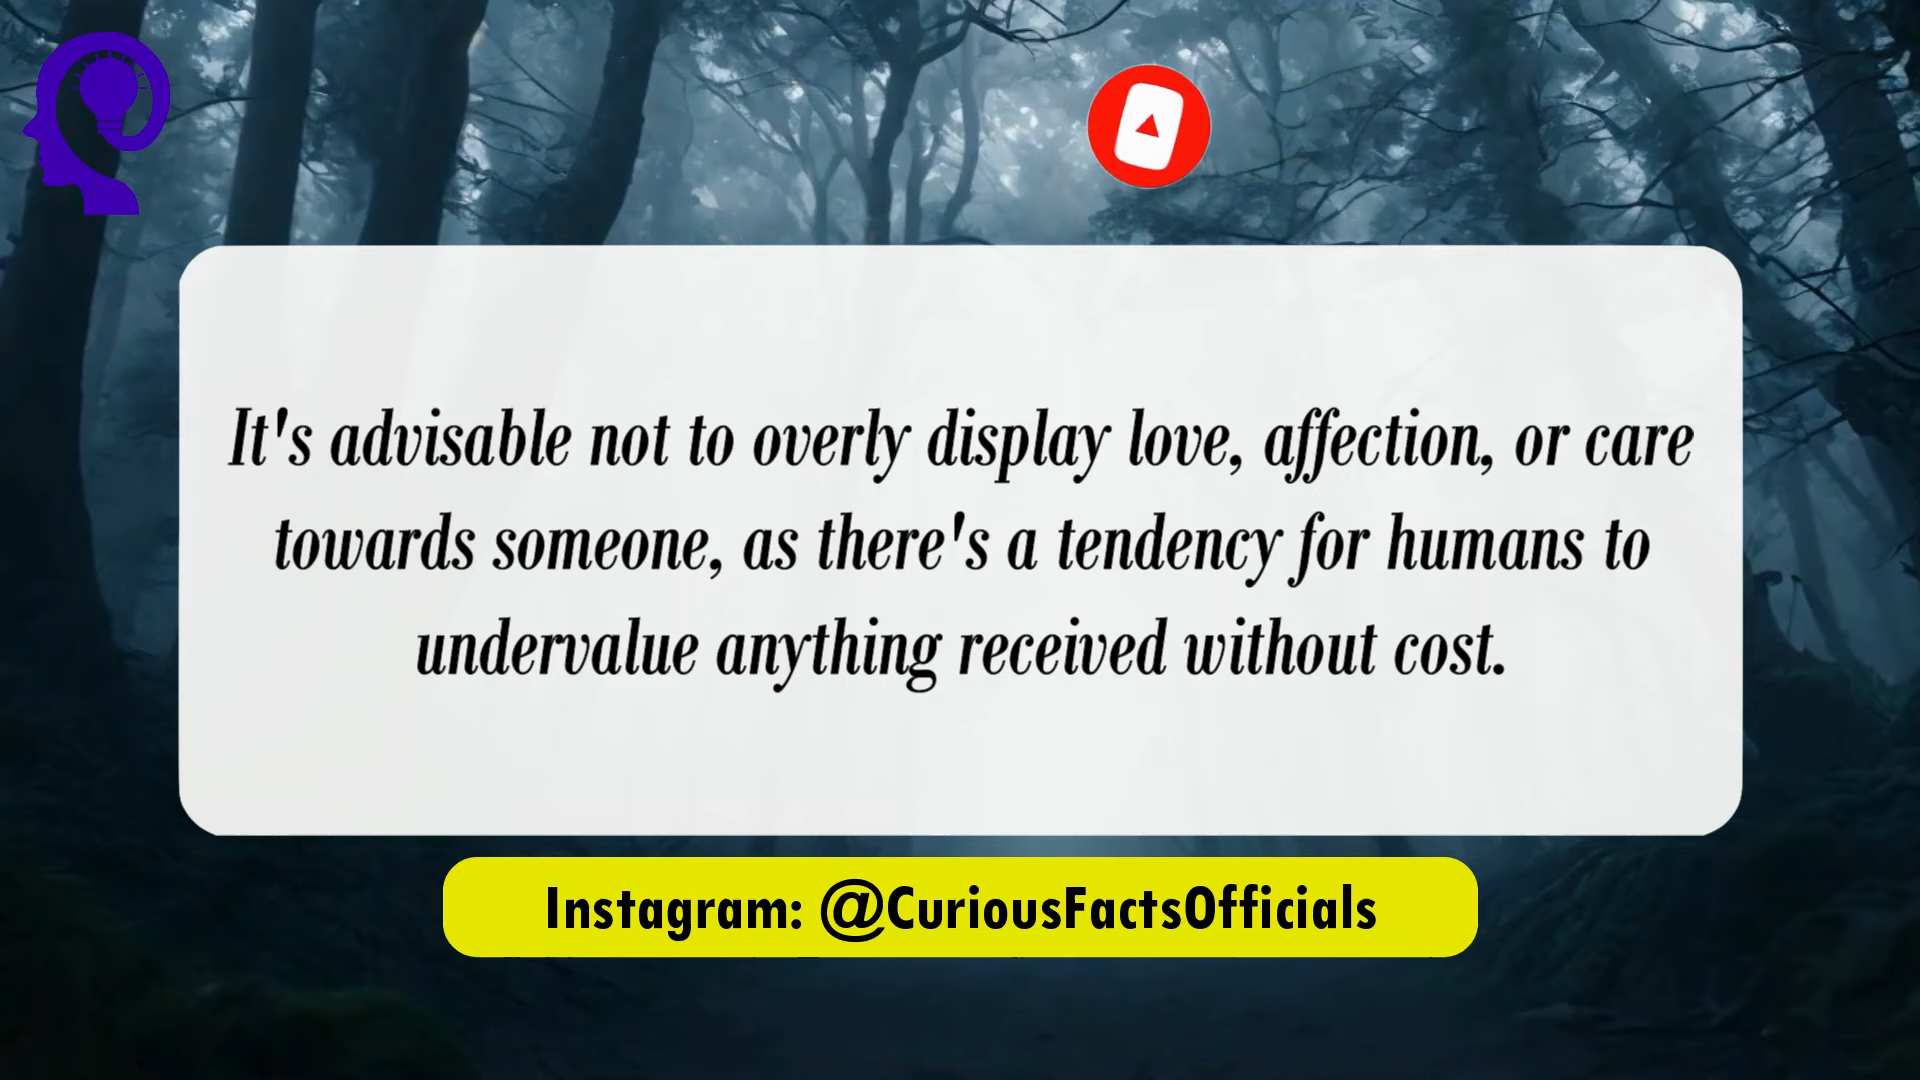 It's advisable not to overly display love, affection, or care
towards someone, as there's a tendency for humans to
undervalue anything received without cost.
Instagram: @CuriousFactsOfficials